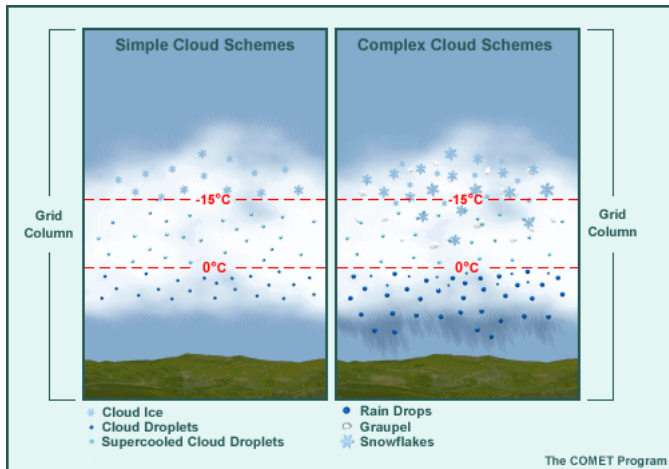 Simple Cloud Schemes
Complex Cloud Schemes
-15°C
-15°C
Grid
Column
Grid
Column
0°C
0°C
Cloud Ice
Cloud Droplets
Supercooled Cloud Droplets
Rain Drops
Graupel
Snowflakes
The COMET Program